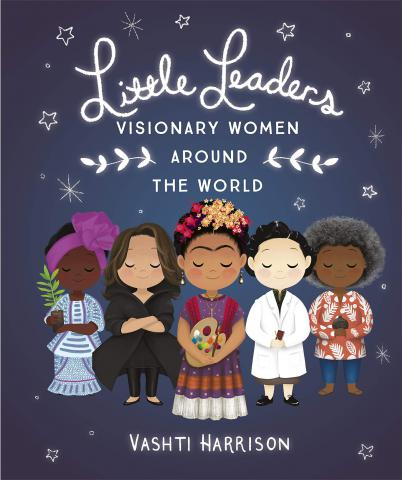 Little Leaders
VISIONARY WOMEN
AROUND
THE WORLD
VASHTI HARRISON